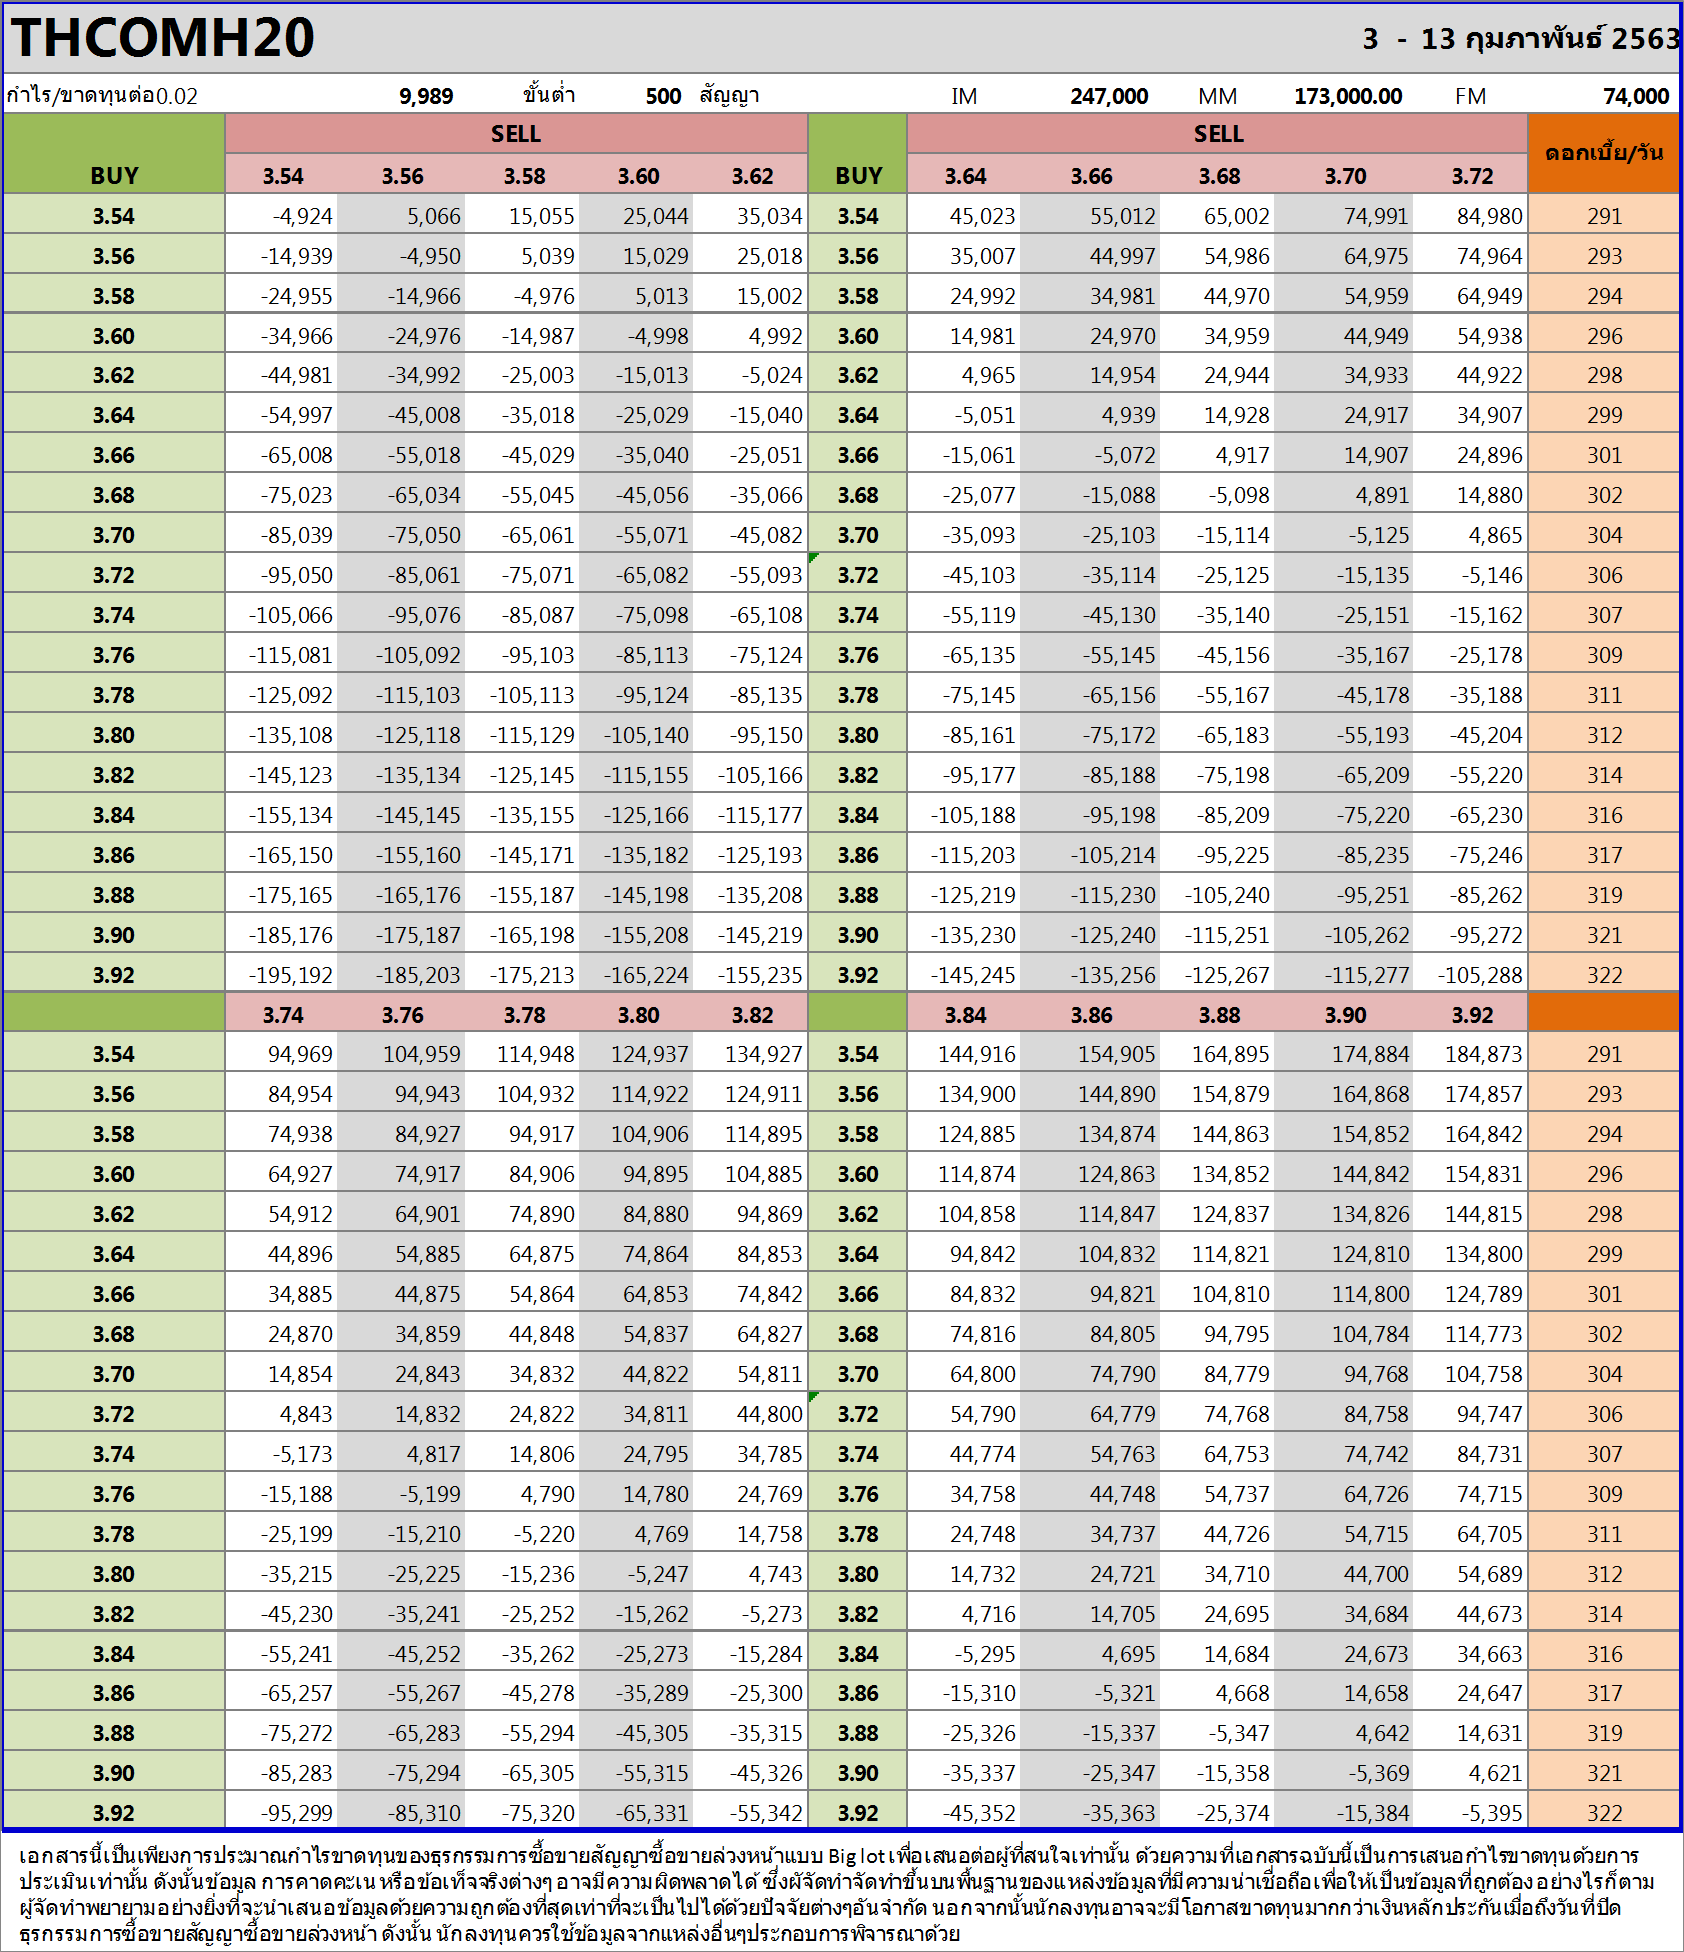 THCOMH20 3 - 13 กุมภาพันธ์ 2563
กำไร/ขาดทุนต่อ0.02 9,989 ขั้นต่ำ 500 สัญญา IM 247,000 MM 173,000.00 FM 74,000
SELL SELL ดอกเบี้ย/วัน
BUY 3.54 3.56 3.58 3.60 3.62 BUY 3.64 3.66 3.68 3.70 3.72
3.54 -4,924 5,066 15,055 25,044 35,034 3.54 45,023 55,012 65,002 74,991 84,980 291
3.56 -14,939 -4,950 5,039 15,029 25,018 3.56 35,007 44,997 54,986 64,975 74,964 293
3.58 -24,955 -14,966 -4,976 5,013 15,002 3.58 24,992 34,981 44,970 54,959 64,949 294
3.60 -34,966 -24,976 -14,987 -4,998 4,992 3.60 14,981 24,970 34,959 44,949 54,938 296
3.62 -44,981 -34,992 -25,003 -15,013 -5,024 3.62 4,965 14,954 24,944 34,933 44,922 298
3.64 -54,997 -45,008 -35,018 -25,029 -15,040 3.64 -5,051 4,939 14,928 24,917 34,907 299
3.66 -65,008 -55,018 -45,029 -35,040 -25,051 3.66 -15,061 -5,072 4,917 14,907 24,896 301
3.68 -75,023 -65,034 -55,045 -45,056 -35,066 3.68 -25,077 -15,088 -5,098 4,891 14,880 302
3.70 -85,039 -75,050 -65,061 -55,071 -45,082 3.70 -35,093 -25,103 -15,114 -5,125 4,865 304
3.72 -95,050 -85,061 -75,071 -65,082 -55,093 3.72 -45,103 -35,114 -25,125 -15,135 -5,146 306
3.74 -105,066 -95,076 -85,087 -75,098 -65,108 3.74 -55,119 -45,130 -35,140 -25,151 -15,162 307
3.76 -115,081 -105,092 -95,103 -85,113 -75,124 3.76 -65,135 -55,145 -45,156 -35,167 -25,178 309
3.78 -125,092 -115,103 -105,113 -95,124 -85,135 3.78 -75,145 -65,156 -55,167 -45,178 -35,188 311
3.80 -135,108 -125,118 -115,129 -105,140 -95,150 3.80 -85,161 -75,172 -65,183 -55,193 -45,204 312
3.82 -145,123 -135,134 -125,145 -115,155 -105,166 3.82 -95,177 -85,188 -75,198 -65,209 -55,220 314
3.84 -155,134 -145,145 -135,155 -125,166 -115,177 3.84 -105,188 -95,198 -85,209 -75,220 -65,230 316
3.86 -165,150 -155,160 -145,171 -135,182 -125,193 3.86 -115,203 -105,214 -95,225 -85,235 -75,246 317
3.88 -175,165 -165,176 -155,187 -145,198 -135,208 3.88 -125,219 -115,230 -105,240 -95,251 -85,262 319
3.90 -185,176 -175,187 -165,198 -155,208 -145,219 3.90 -135,230 -125,240 -115,251 -105,262 -95,272 321
3.92 -195,192 -185,203 -175,213 -165,224 -155,235 3.92 -145,245 -135,256 -125,267 -115,277 -105,288 322
3.74 3.76 3.78 3.80 3.82 3.84 3.86 3.88 3.90 3.92
3.54 94,969 104,959 114,948 124,937 134,927 3.54 144,916 154,905 164,895 174,884 184,873 291
3.56 84,954 94,943 104,932 114,922 124,911 3.56 134,900 144,890 154,879 164,868 174,857 293
3.58 74,938 84,927 94,917 104,906 114,895 3.58 124,885 134,874 144,863 154,852 164,842 294
3.60 64,927 74,917 84,906 94,895 104,885 3.60 114,874 124,863 134,852 144,842 154,831 296
3.62 54,912 64,901 74,890 84,880 94,869 3.62 104,858 114,847 124,837 134,826 144,815 298
3.64 44,896 54,885 64,875 74,864 84,853 3.64 94,842 104,832 114,821 124,810 134,800 299
3.66 34,885 44,875 54,864 64,853 74,842 3.66 84,832 94,821 104,810 114,800 124,789 301
3.68 24,870 34,859 44,848 54,837 64,827 3.68 74,816 84,805 94,795 104,784 114,773 302
3.70 14,854 24,843 34,832 44,822 54,811 3.70 64,800 74,790 84,779 94,768 104,758 304
3.72 4,843 14,832 24,822 34,811 44,800 3.72 54,790 64,779 74,768 84,758 94,747 306
3.74 -5,173 4,817 14,806 24,795 34,785 3.74 44,774 54,763 64,753 74,742 84,731 307
3.76 -15,188 -5,199 4,790 14,780 24,769 3.76 34,758 44,748 54,737 64,726 74,715 309
3.78 -25,199 -15,210 -5,220 4,769 14,758 3.78 24,748 34,737 44,726 54,715 64,705 311
3.80 -35,215 -25,225 -15,236 -5,247 4,743 3.80 14,732 24,721 34,710 44,700 54,689 312
3.82 -45,230 -35,241 -25,252 -15,262 -5,273 3.82 4,716 14,705 24,695 34,684 44,673 314
3.84 -55,241 -45,252 -35,262 -25,273 -15,284 3.84 -5,295 4,695 14,684 24,673 34,663 316
3.86 -65,257 -55,267 -45,278 -35,289 -25,300 3.86 -15,310 -5,321 4,668 14,658 24,647 317
3.88 -75,272 -65,283 -55,294 -45,305 -35,315 3.88 -25,326 -15,337 -5,347 4,642 14,631 319
3.90 -85,283 -75,294 -65,305 -55,315 -45,326 3.90 -35,337 -25,347 -15,358 -5,369 4,621 321
3.92 -95,299 -85,310 -75,320 -65,331 -55,342 3.92 -45,352 -35,363 -25,374 -15,384 -5,395 322
เอกสารนี้เป็นเพียงการประมาณกำไรขาดทุนของธุรกรรมการซื้อขายสัญญาซื้อขายล่วงหน้าแบบ Big lot เพื่อเสนอต่อผู้ที่สนใจเท่านั้น ด้วยความที่เอกสารฉบับนี้เป็นการเสนอกำไรขาดทุนด้วยการ
ประเมินเท่านั้น ดังนั้นข้อมูล การคาดคะเน หรือข้อเท็จจริงต่างๆ อาจมีความผิดพลาดได้ ซึ่งผู้จัดทำจัดทำขึ้นบนพื้นฐานของแหล่งข้อมูลที่มีความน่าเชื่อถือเพื่อให้เป็นข้อมูลที่ถูกต้อง อย่างไรก็ตาม
ผู้จัดทำพยายามอย่างยิ่งที่จะนำเสนอข้อมูลด้วยความถูกต้องที่สุดเท่าที่จะเป็นไปได้ด้วยปัจจัยต่างๆอันจำกัด นอกจากนั้นนักลงทุนอาจจะมีโอกาสขาดทุนมากกว่าเงินหลักประกันเมื่อถึงวันที่ปิด
ธุรกรรมการซื้อขายสัญญาซื้อขายล่วงหน้า ดังนั้น นักลงทุนควรใช้ข้อมูลจากแหล่งอื่นๆประกอบการพิจารณาด้วย